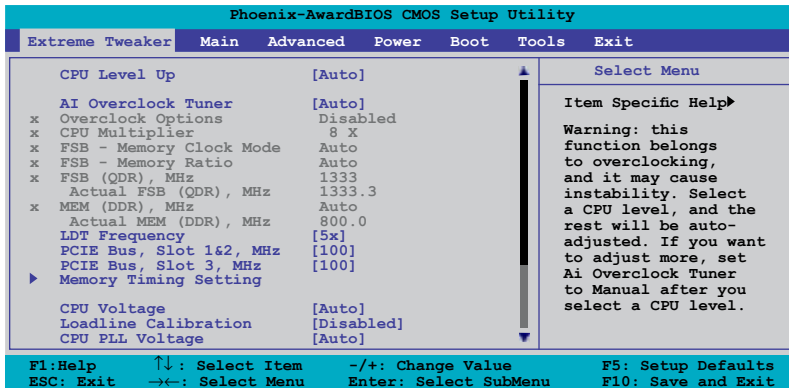 Phoenix-AwardBIOS CMOS Setup Utility
Extreme Tweaker Main Advanced Power Boot Tools Exit
CPU Level Up [Auto]
AI Overclock Tuner [Auto]
x Overclock Options Disabled
x CPU Multiplier 8 X
x FSB - Memory Clock Mode Auto
x FSB - Memory Ratio Auto
x FSB (QDR), MHz 1333
Actual FSB (QDR), MHz 1333.3
x MEM (DDR), MHz Auto
Actual MEM (DDR), MHz 800.0
LDT Frequency [5x]
PCIE Bus, Slot 1&2, MHz [100]
PCIE Bus, Slot 3, MHz [100]
Memory Timing Setting
CPU Voltage [Auto]
Loadline Calibration [Disabled]
CPU PLL Voltage [Auto]
Select Menu
Item Specific Help
Warning: this
function belongs
to overclocking,
and it may cause
instability. Select
a CPU level, and the
rest will be auto-
adjusted. If you want
to adjust more, set
Ai Overclock Tuner
to Manual after you
select a CPU level.
F1:Help ↑↓: Select Item -/+: Change Value F5: Setup Defaults
ESC: Exit →←: Select Menu Enter: Select SubMenu F10: Save and Exit